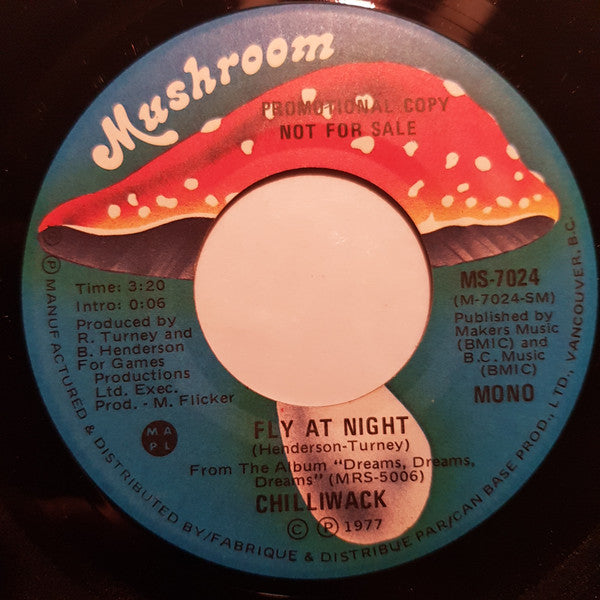 Mushroom
PROMOTIONAL COPY
NOT FOR SALE
Time: 3:20
Intro: 0:06
Produced by
R. Turney and
B. Henderson
For Games
Productions
Ltd. Exec.
Prod. - M. Flicker
MA
PL
MS-7024
(M-7024-SM)
Published by
Makers Music
(BMIC) and
B.C. Music
(BMIC)
MONO
FLY AT NIGHT
(Henderson-Turney)
From The Album "Dreams, Dreams,
Dreams" (MRS-5006)
CHILLIWACK
© ℗ 1977
© ℗ MANUFACTURED & DISTRIBUTED BY/FABRIQUE & DISTRIBUE PAR/CAN BASE PROD., LTD., VANCOUVER, B.C.